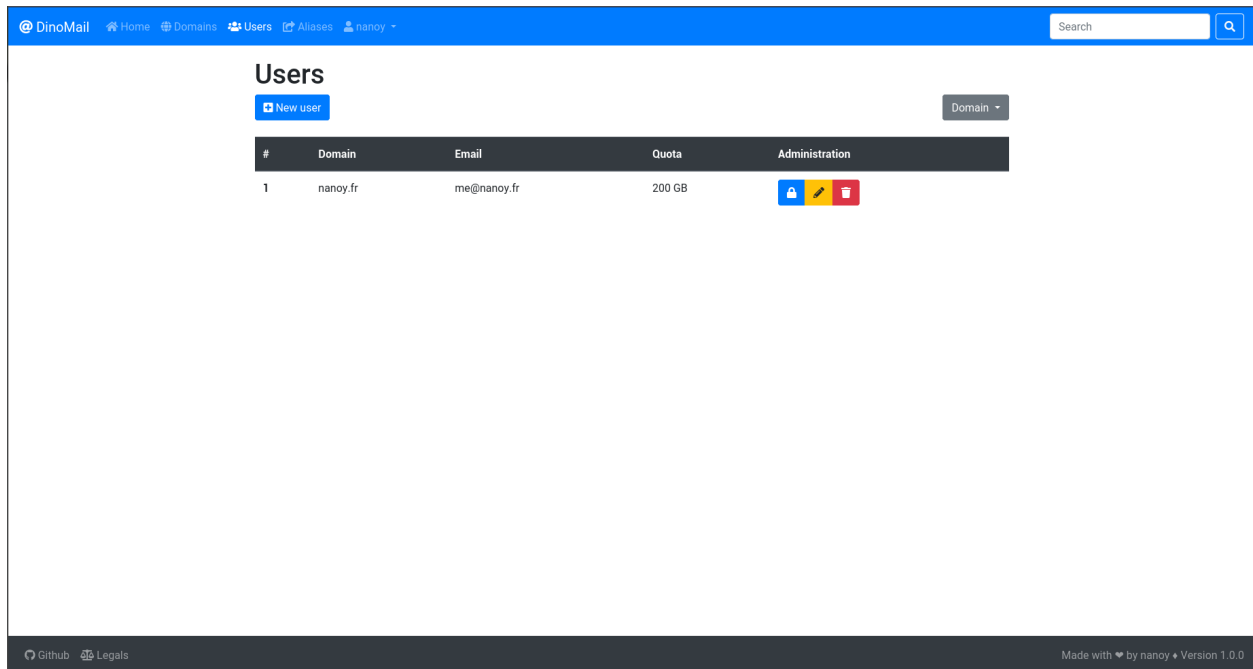 @ DinoMail Home Domains Users Aliases nanoy Search
Users
New user Domain
# Domain Email Quota Administration
1 nanoy.fr me@nanoy.fr 200 GB
Github Legals Made with ❤ by nanoy ♦ Version 1.0.0